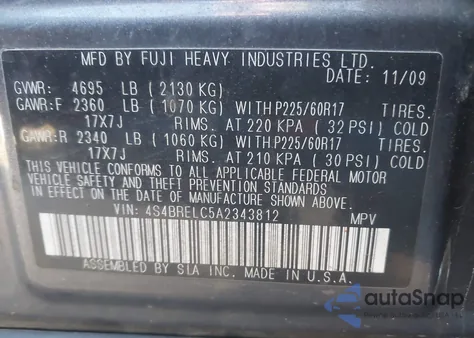 MFD BY FUJI HEAVY INDUSTRIES LTD.
DATE: 11/09
GVWR: 4695 LB (2130 KG)
GAWR:F 2360 LB (1070 KG) WITH P225/60R17 TIRES.
17X7J RIMS. AT 220 KPA (32 PSI) COLD
GAWR:R 2340 LB (1060 KG) WITH P225/60R17 TIRES.
17X7J RIMS. AT 210 KPA (30 PSI) COLD
THIS VEHICLE CONFORMS TO ALL APPLICABLE FEDERAL MOTOR
VEHICLE SAFETY AND THEFT PREVENTION STANDARDS IN
EFFECT ON THE DATE OF MANUFACTURE SHOWN ABOVE.
VIN: 4S4BRELC5A2343812 MPV
ASSEMBLED BY SIA INC. MADE IN U.S.A.
autoSnap